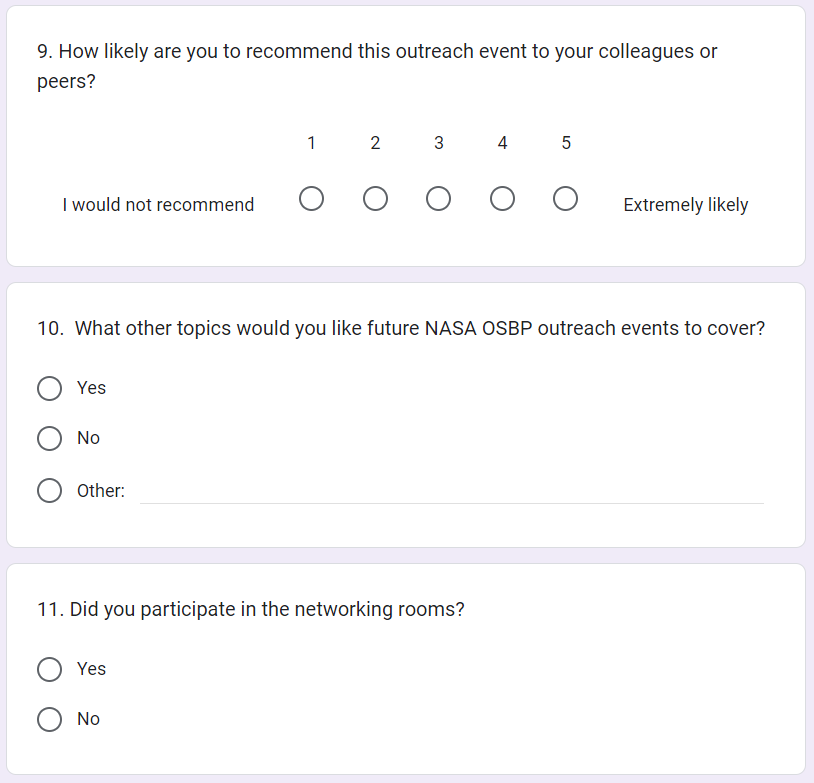 9. How likely are you to recommend this outreach event to your colleagues or
peers?
1 2 3 4 5
I would not recommend Extremely likely
10. What other topics would you like future NASA OSBP outreach events to cover?
Yes
No
Other:
11. Did you participate in the networking rooms?
Yes
No